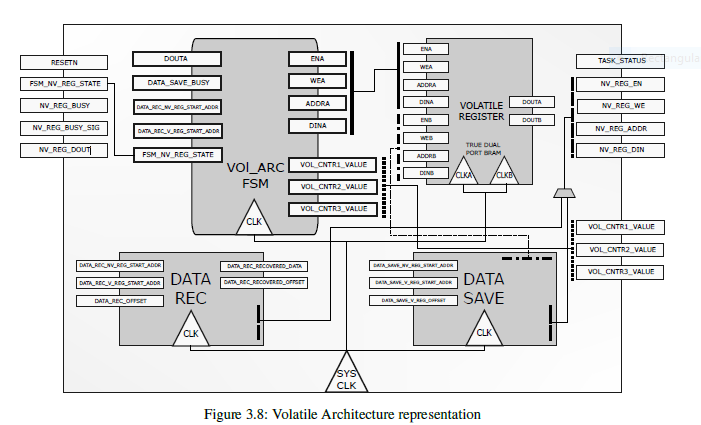 RESETN
FSM_NV_REG_STATE
NV_REG_BUSY
NV_REG_BUSY_SIG
NV_REG_DOUT
DOUTA
DATA_SAVE_BUSY
DATA_REC_NV_REG_START_ADDR
DATA_REC_V_REG_START_ADDR
FSM_NV_REG_STATE
ENA
WEA
ADDRA
DINA
VOl_ARC
FSM
VOL_CNTR1_VALUE
VOL_CNTR2_VALUE
VOL_CNTR3_VALUE
CLK
ENA
WEA
ADDRA
DINA
ENB
WEB
ADDRB
DINB
VOLATILE
REGISTER
DOUTA
DOUTB
TRUE DUAL
PORT BRAM
CLKA
CLKB
Rectangula
TASK_STATUS
NV_REG_EN
NV_REG_WE
NV_REG_ADDR
NV_REG_DIN
VOL_CNTR1_VALUE
VOL_CNTR2_VALUE
VOL_CNTR3_VALUE
DATA_REC_NV_REG_START_ADDR
DATA_REC_V_REG_START_ADDR
DATA_REC_OFFSET
DATA
REC
DATA_REC_RECOVERED_DATA
DATA_REC_RECOVERED_OFFSET
CLK
DATA_SAVE_NV_REG_START_ADDR
DATA_SAVE_V_REG_START_ADDR
DATA_SAVE_V_REG_OFFSET
DATA
SAVE
CLK
SYS
CLK
Figure 3.8: Volatile Architecture representation